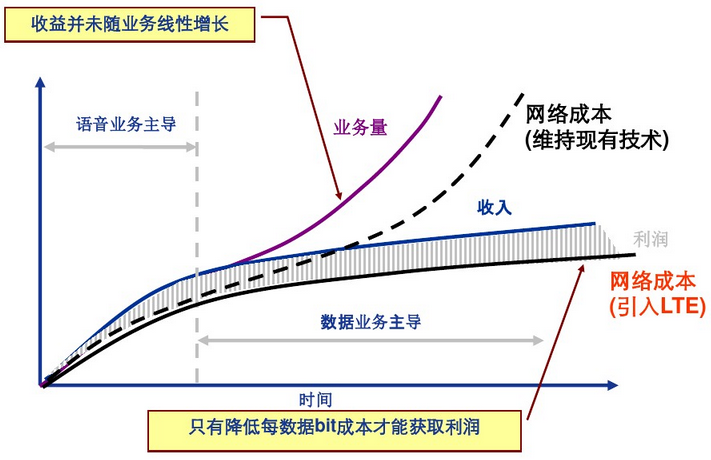 收益并未随业务线性增长
语音业务主导
业务量
网络成本
(维持现有技术)
收入
利润
网络成本
(引入LTE)
数据业务主导
时间
只有降低每数据bit成本才能获取利润